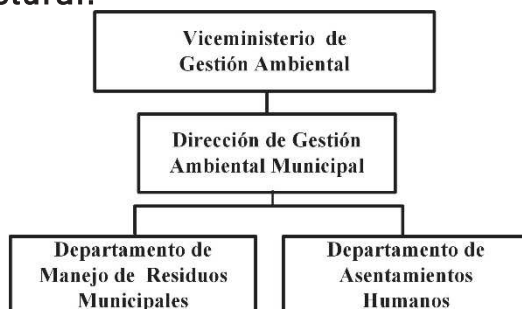 Viceministerio de
Gestión Ambiental
Dirección de Gestión
Ambiental Municipal
Departamento de
Manejo de Residuos
Municipales
Departamento de
Asentamientos
Humanos